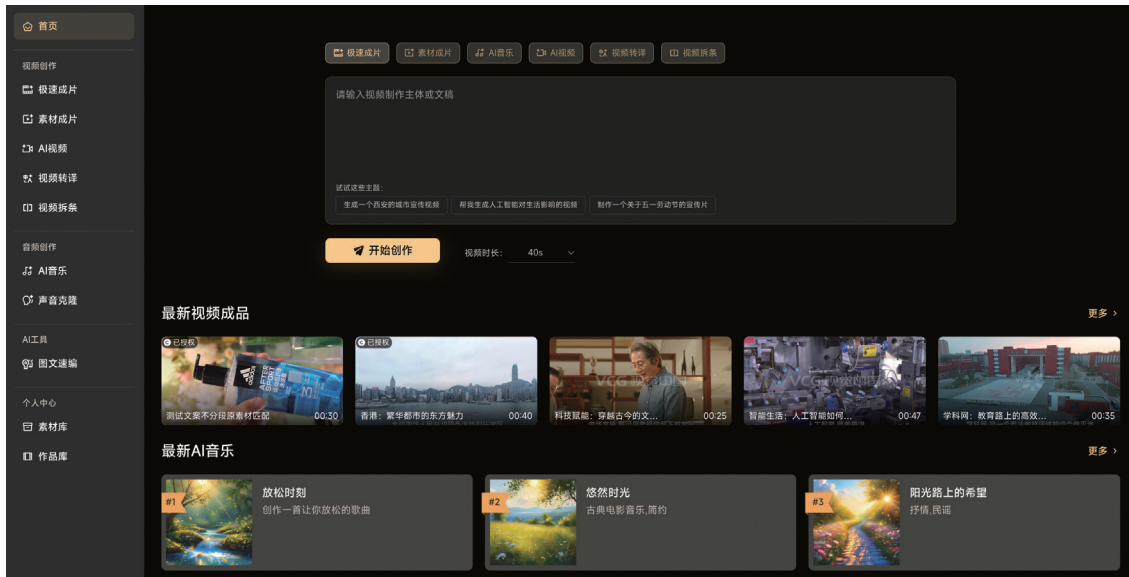 首页
视频创作
极速成片
素材成片
AI视频
视频转译
视频拆条
音频创作
AI音乐
声音克隆
AI工具
图文速编
个人中心
素材库
作品库
极速成片
素材成片
AI音乐
AI视频
视频转译
视频拆条
请输入视频制作主体或文稿
试试这些主题:
生成一个西安的城市宣传视频
帮我生成人工智能对生活影响的视频
制作一个关于五一劳动节的宣传片
开始创作
视频时长: 40s
最新视频成品
更多
已授权
adidas
AFTER SPORT
测试文案不分段原素材匹配 00:30
已授权
香港: 繁华都市的东方魅力 00:40
VCG
科技赋能: 穿越古今的文... 00:25
VCG
智能生活: 人工智能如何... 00:47
学科网: 教育路上的高效... 00:35
最新AI音乐
更多
#1
放松时刻
创作一首让你放松的歌曲
#2
悠然时光
古典电影音乐,简约
#3
阳光路上的希望
抒情,民谣